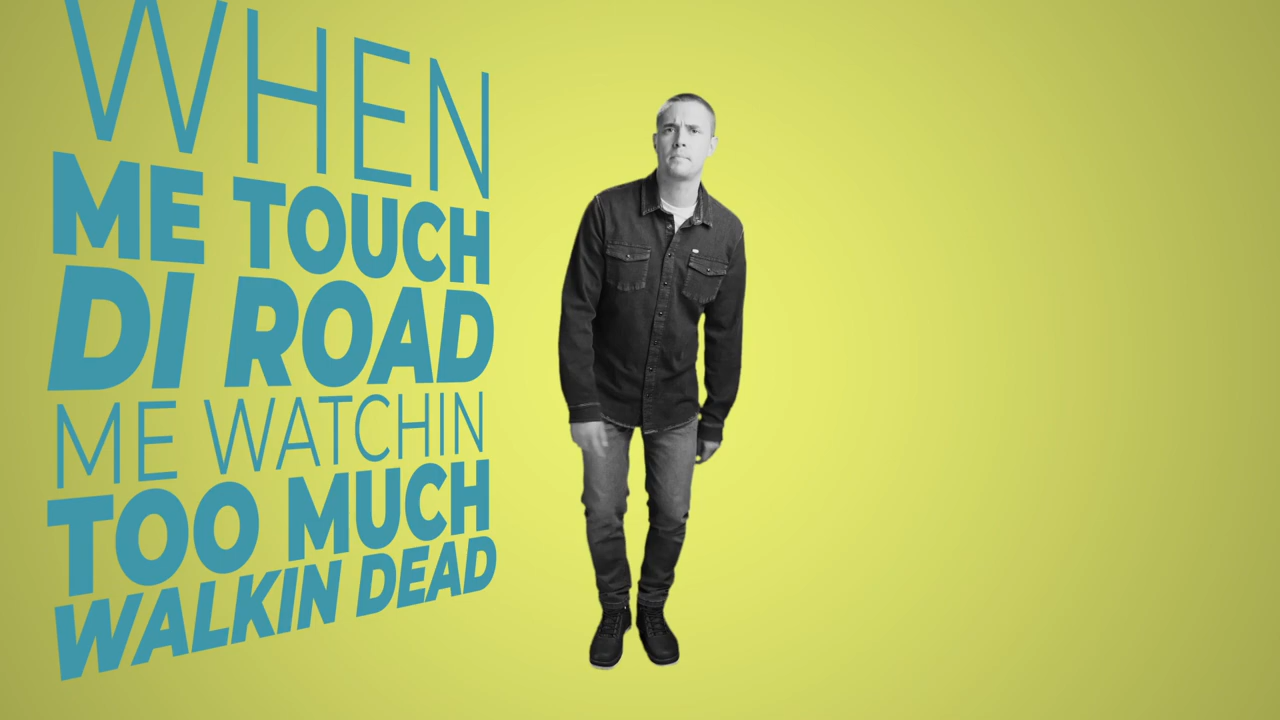 WHEN
ME TOUCH
DI ROAD
ME WATCHIN
TOO MUCH
WALKIN DEAD